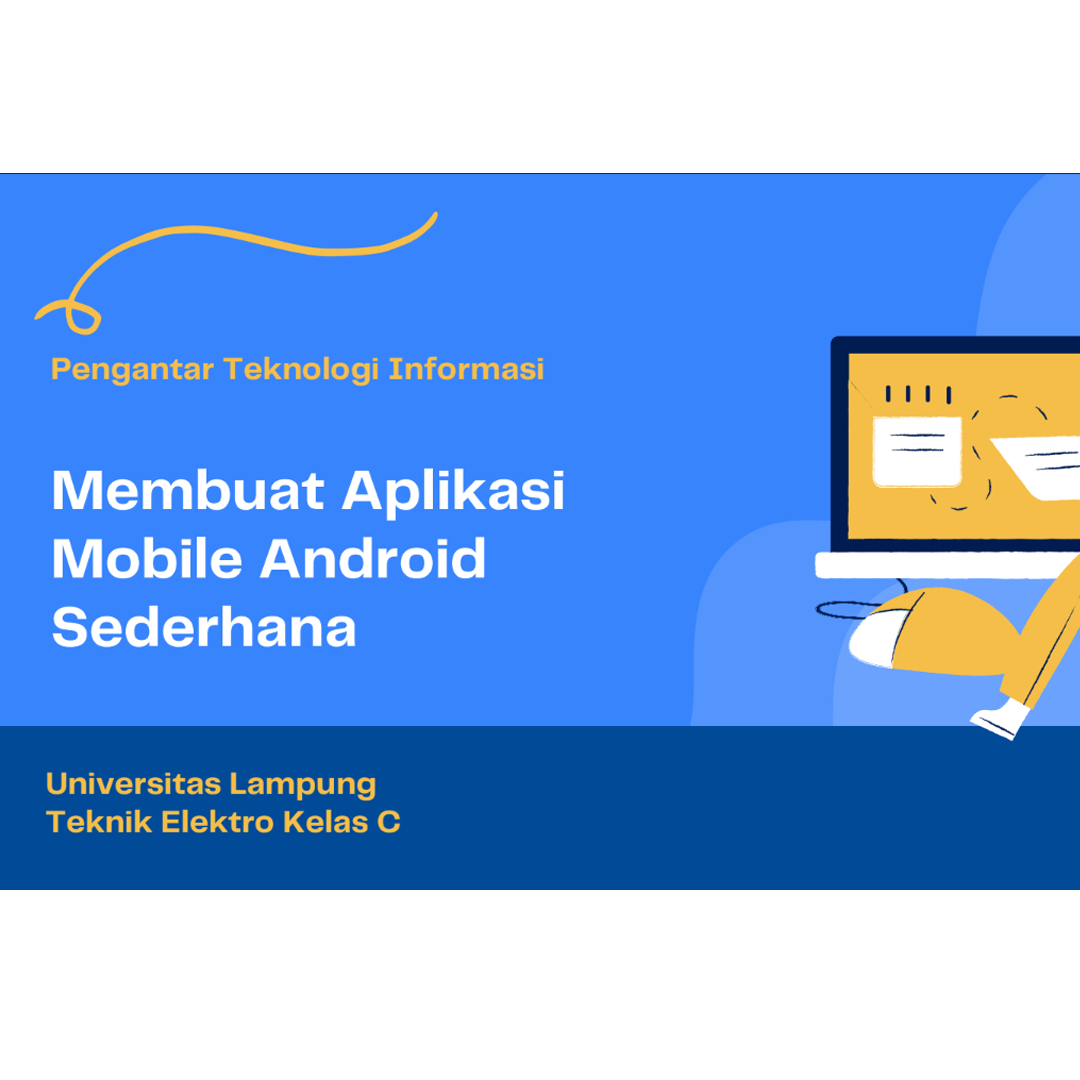 Pengantar Teknologi Informasi
Membuat Aplikasi
Mobile Android
Sederhana
Universitas Lampung
Teknik Elektro Kelas C